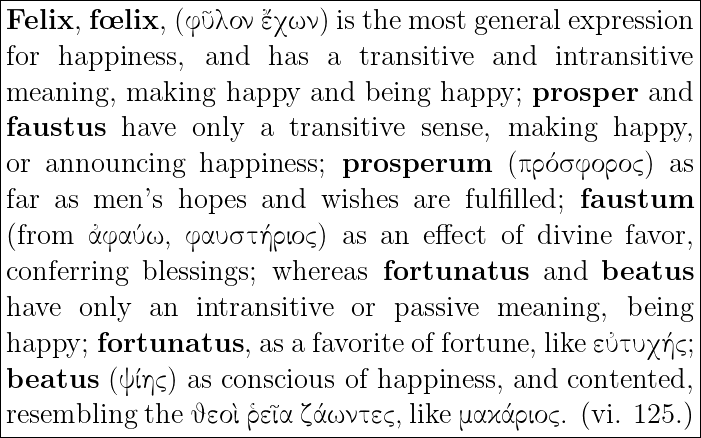 Felix, fœlix, (φῦλον ἔχων) is the most general expression
for happiness, and has a transitive and intransitive
meaning, making happy and being happy; prosper and
faustus have only a transitive sense, making happy,
or announcing happiness; prosperum (πρόσφορος) as
far as men's hopes and wishes are fulfilled; faustum
(from ἀφαύω, φαυστήριος) as an effect of divine favor,
conferring blessings; whereas fortunatus and beatus
have only an intransitive or passive meaning, being
happy; fortunatus, as a favorite of fortune, like εὐτυχής;
beatus (ψίης) as conscious of happiness, and contented,
resembling the ϑεοὶ ῥεῖα ζάωντες, like μακάριος. (vi. 125.)